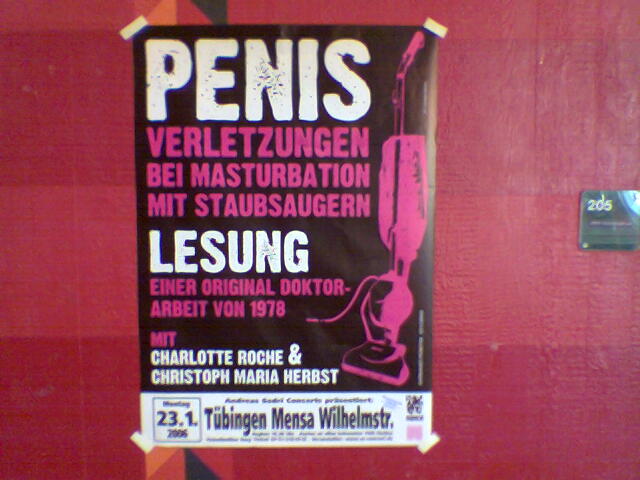 PENIS
VERLETZUNGEN
BEI MASTURBATION
MIT STAUBSAUGERN
LESUNG
EINER ORIGINAL DOKTOR-
ARBEIT VON 1978
MIT
CHARLOTTE ROCHE &
CHRISTOPH MARIA HERBST
Andreas Sadri Concerts präsentiert:
Montag
23.1.
2006
Tübingen Mensa Wilhelmstr.
205